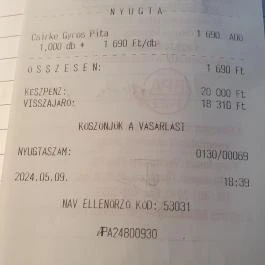 NYUGTA
Csirke Gyros Pita 1 690 A00
1,000 db * 1 690 Ft/db
ÖSSZESEN: 1 690 Ft
KÉSZPÉNZ: 20 000 Ft
VISSZAJÁRÓ: 18 310 Ft
KÖSZÖNJÜK A VÁSÁRLÁST
NYUGTASZÁM: 0130/00069
2024.05.09. 18:39
NAV ELLENŐRZŐ KÓD: 53031
A24800930